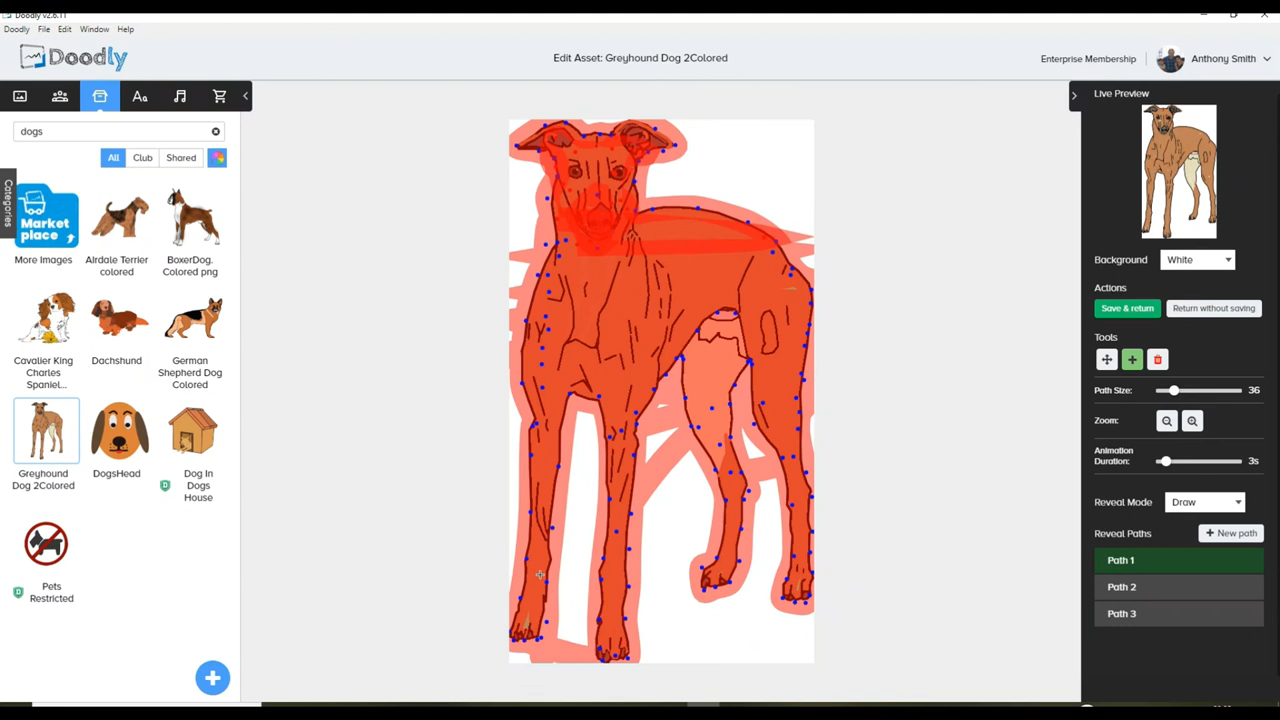 Doodly v2.6.11
Doodly File Edit Window Help
Doodly
Edit Asset: Greyhound Dog 2Colored
Enterprise Membership
Anthony Smith
dogs
All Club Shared
Categories
Market place
More Images
Airdale Terrier colored
BoxerDog. Colored png
Cavalier King Charles Spaniel...
Dachshund
German Shepherd Dog Colored
Greyhound Dog 2Colored
DogsHead
Dog In Dogs House
Pets Restricted
Live Preview
Background White
Actions
Save & return Return without saving
Tools
Path Size: 36
Zoom:
Animation Duration: 3s
Reveal Mode Draw
Reveal Paths + New path
Path 1
Path 2
Path 3